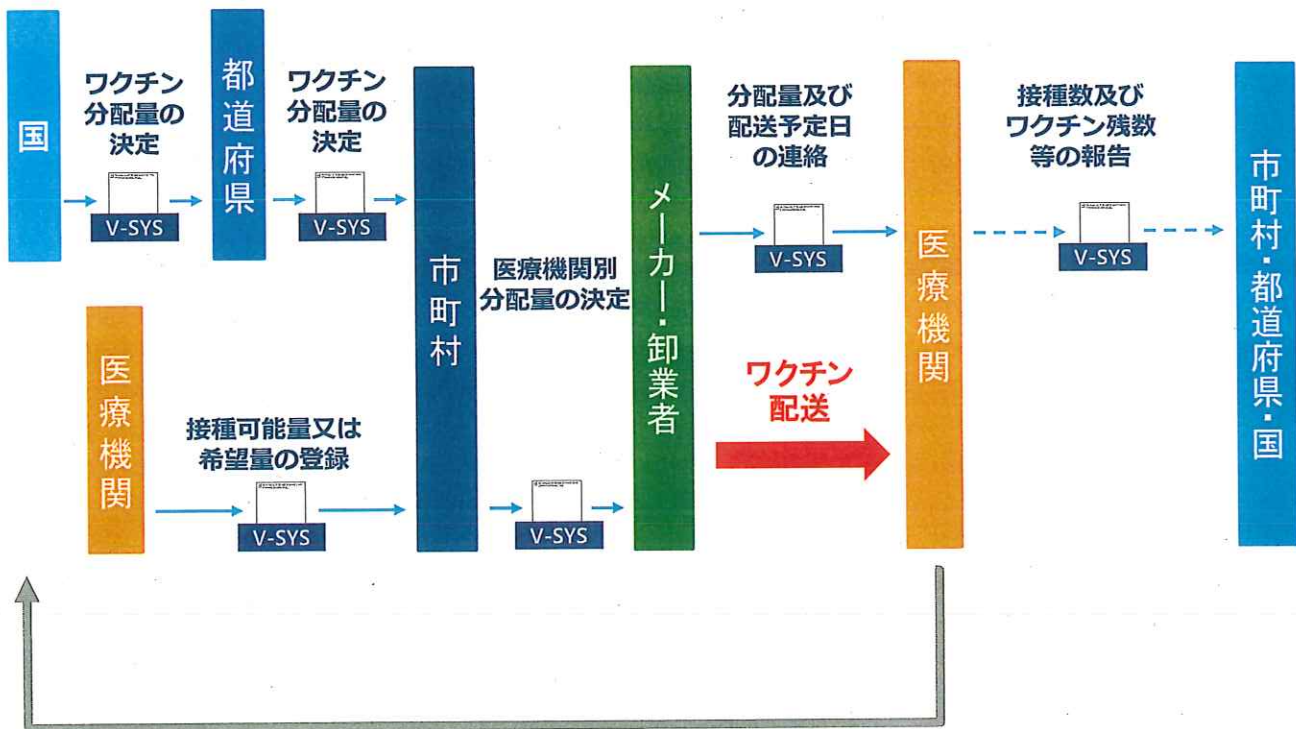 国
ワクチン
分配量の
決定
V-SYS
都道府県
ワクチン
分配量の
決定
V-SYS
医療機関
接種可能量又は
希望量の登録
V-SYS
市町村
医療機関別
分配量の決定
V-SYS
メーカー・卸業者
分配量及び
配送予定日
の連絡
V-SYS
ワクチン
配送
医療機関
接種数及び
ワクチン残数
等の報告
V-SYS
市町村・都道府県・国